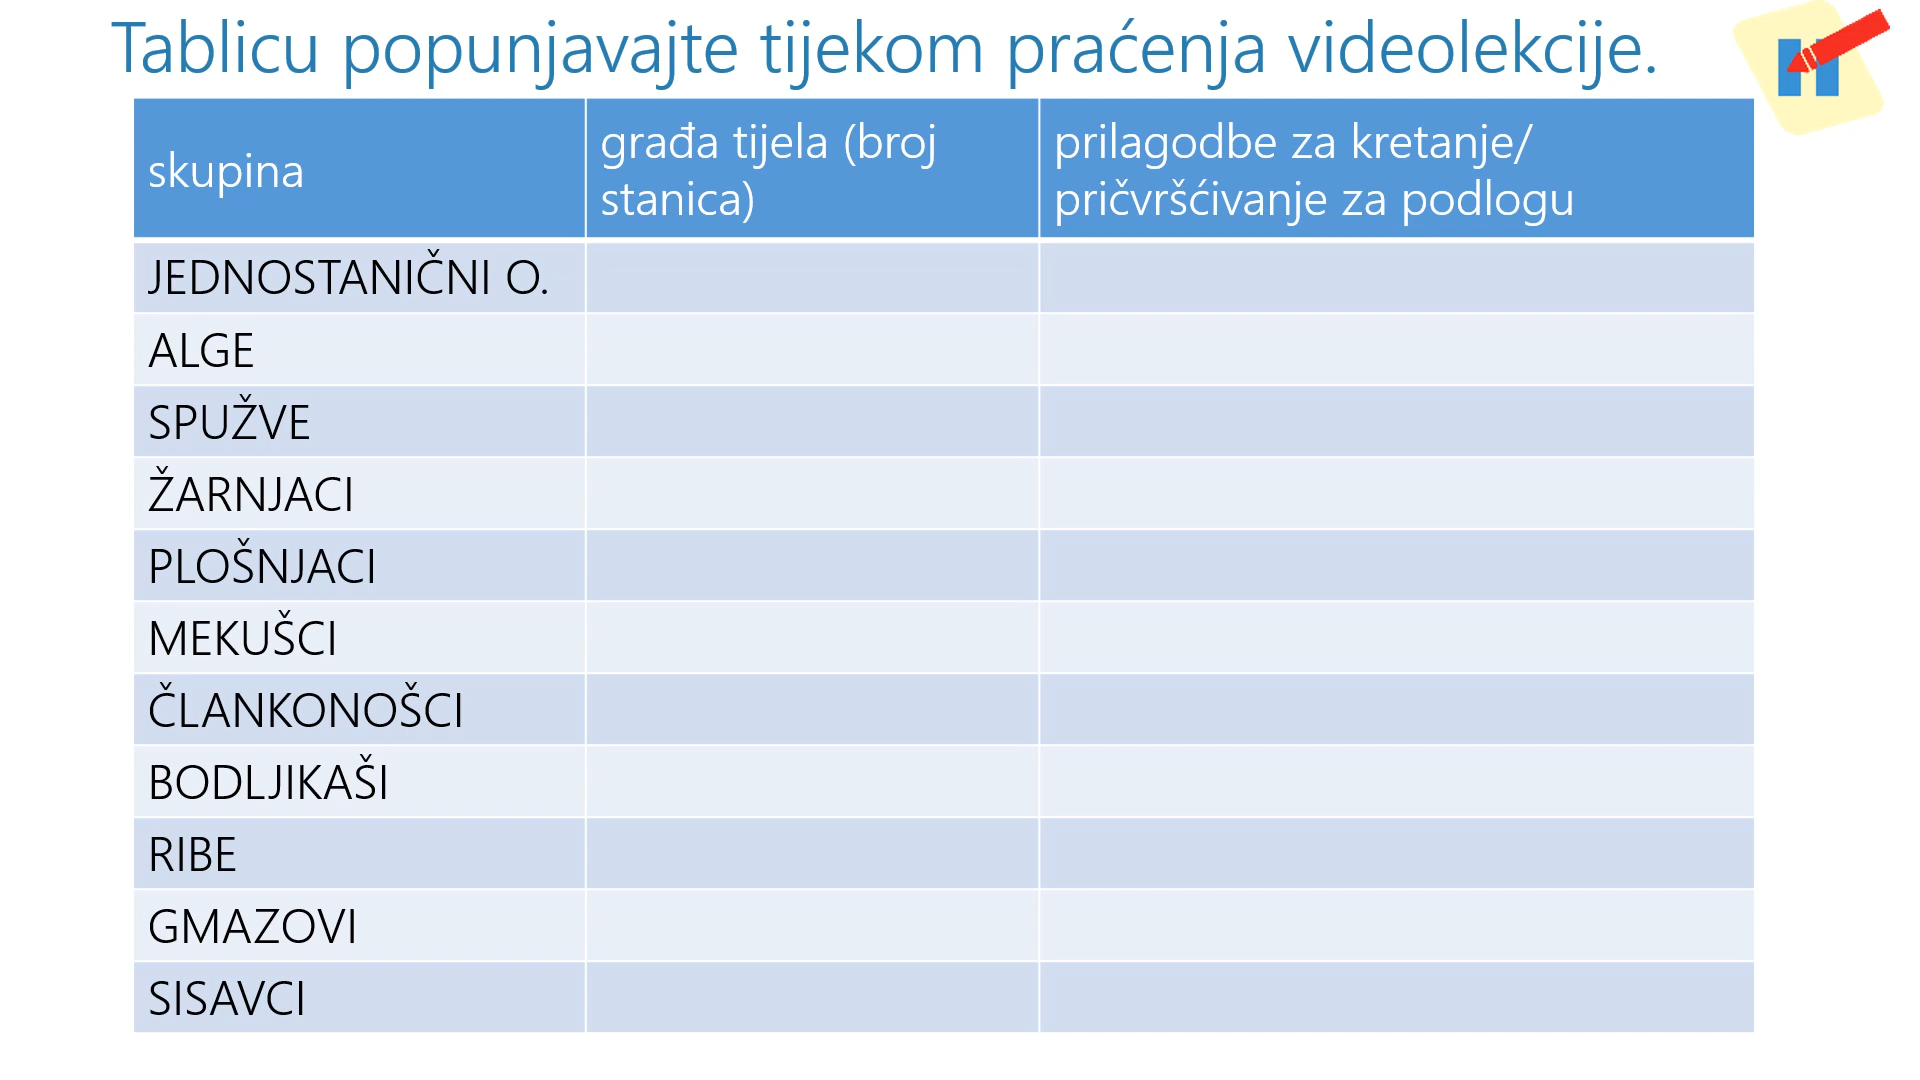 Tablicu popunjavajte tijekom praćenja videolekcije.
skupina
građa tijela (broj
stanica)
prilagodbe za kretanje/
pričvršćivanje za podlogu
JEDNOSTANIČNI O.
ALGE
SPUŽVE
ŽARNJACI
PLOŠNJACI
MEKUŠCI
ČLANKONOŠCI
BODLJIKAŠI
RIBE
GMAZOVI
SISAVCI